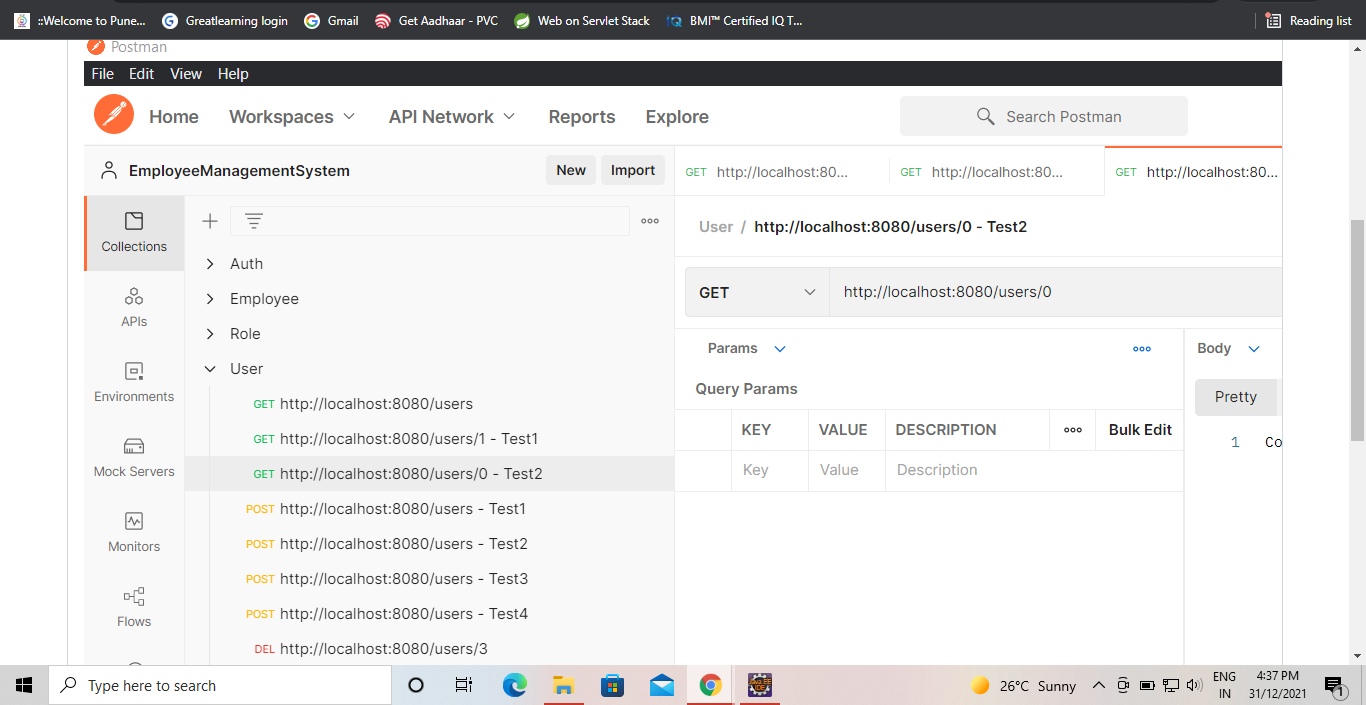 ::Welcome to Pune...
Greatlearning login
Gmail
Get Aadhaar - PVC
Web on Servlet Stack
BMI™ Certified IQ T...
Reading list
Postman
File Edit View Help
Home Workspaces API Network Reports Explore
Search Postman
EmployeeManagementSystem
New
Import
GET http://localhost:80...
GET http://localhost:80...
GET http://localhost:80...
Collections
APIs
Environments
Mock Servers
Monitors
Flows
Auth
Employee
Role
User
GET http://localhost:8080/users
GET http://localhost:8080/users/1 - Test1
GET http://localhost:8080/users/0 - Test2
POST http://localhost:8080/users - Test1
POST http://localhost:8080/users - Test2
POST http://localhost:8080/users - Test3
POST http://localhost:8080/users - Test4
DEL http://localhost:8080/users/3
User / http://localhost:8080/users/0 - Test2
GET http://localhost:8080/users/0
Params
Query Params
KEY VALUE DESCRIPTION Bulk Edit
Key Value Description
Body
Pretty
1 Co
Type here to search
26°C Sunny
ENG
IN
4:37 PM
31/12/2021
1